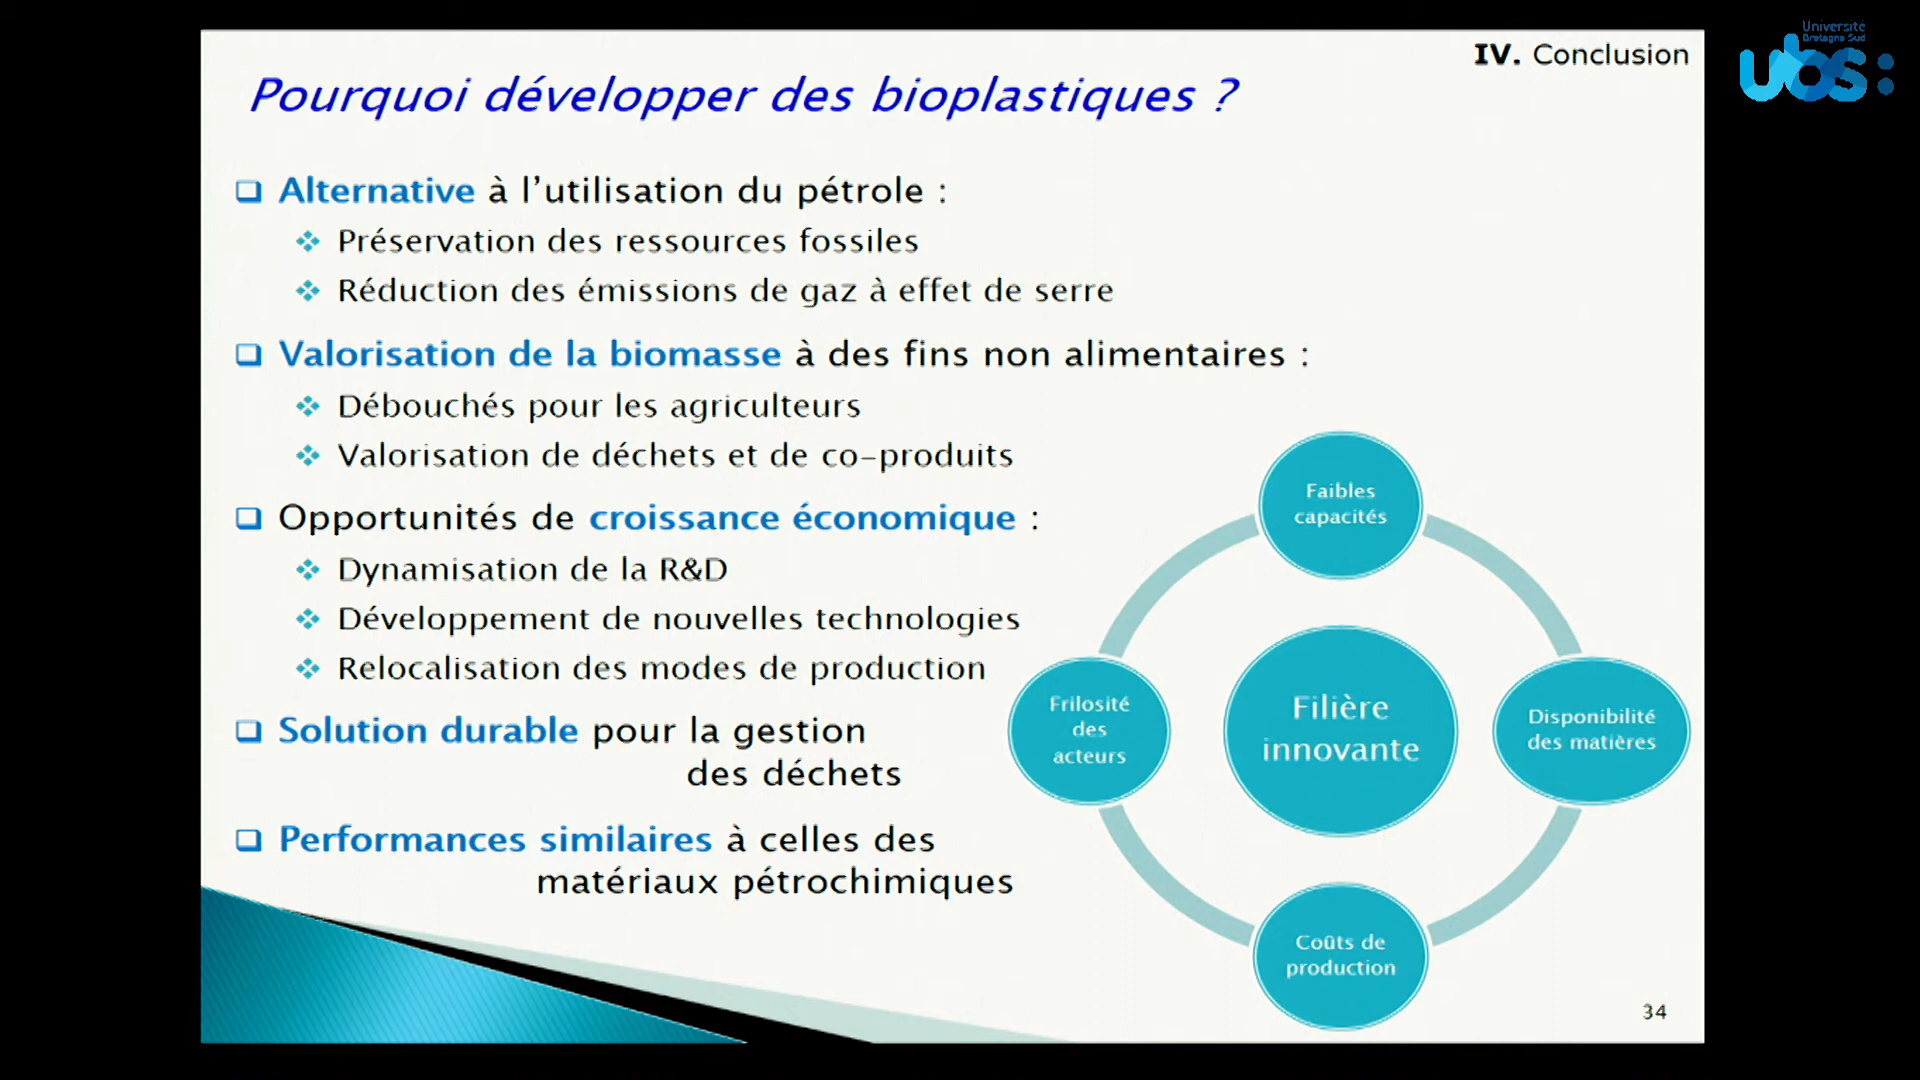 IV. Conclusion
Université
Bretagne Sud
ubs:
Pourquoi développer des bioplastiques ?
❑ Alternative à l’utilisation du pétrole :
❖ Préservation des ressources fossiles
❖ Réduction des émissions de gaz à effet de serre
❑ Valorisation de la biomasse à des fins non alimentaires :
❖ Débouchés pour les agriculteurs
❖ Valorisation de déchets et de co-produits
❑ Opportunités de croissance économique :
❖ Dynamisation de la R&D
❖ Développement de nouvelles technologies
❖ Relocalisation des modes de production
❑ Solution durable pour la gestion
des déchets
❑ Performances similaires à celles des
matériaux pétrochimiques
Faibles
capacités
Frilosité
des
acteurs
Filière
innovante
Disponibilité
des matières
Coûts de
production
34